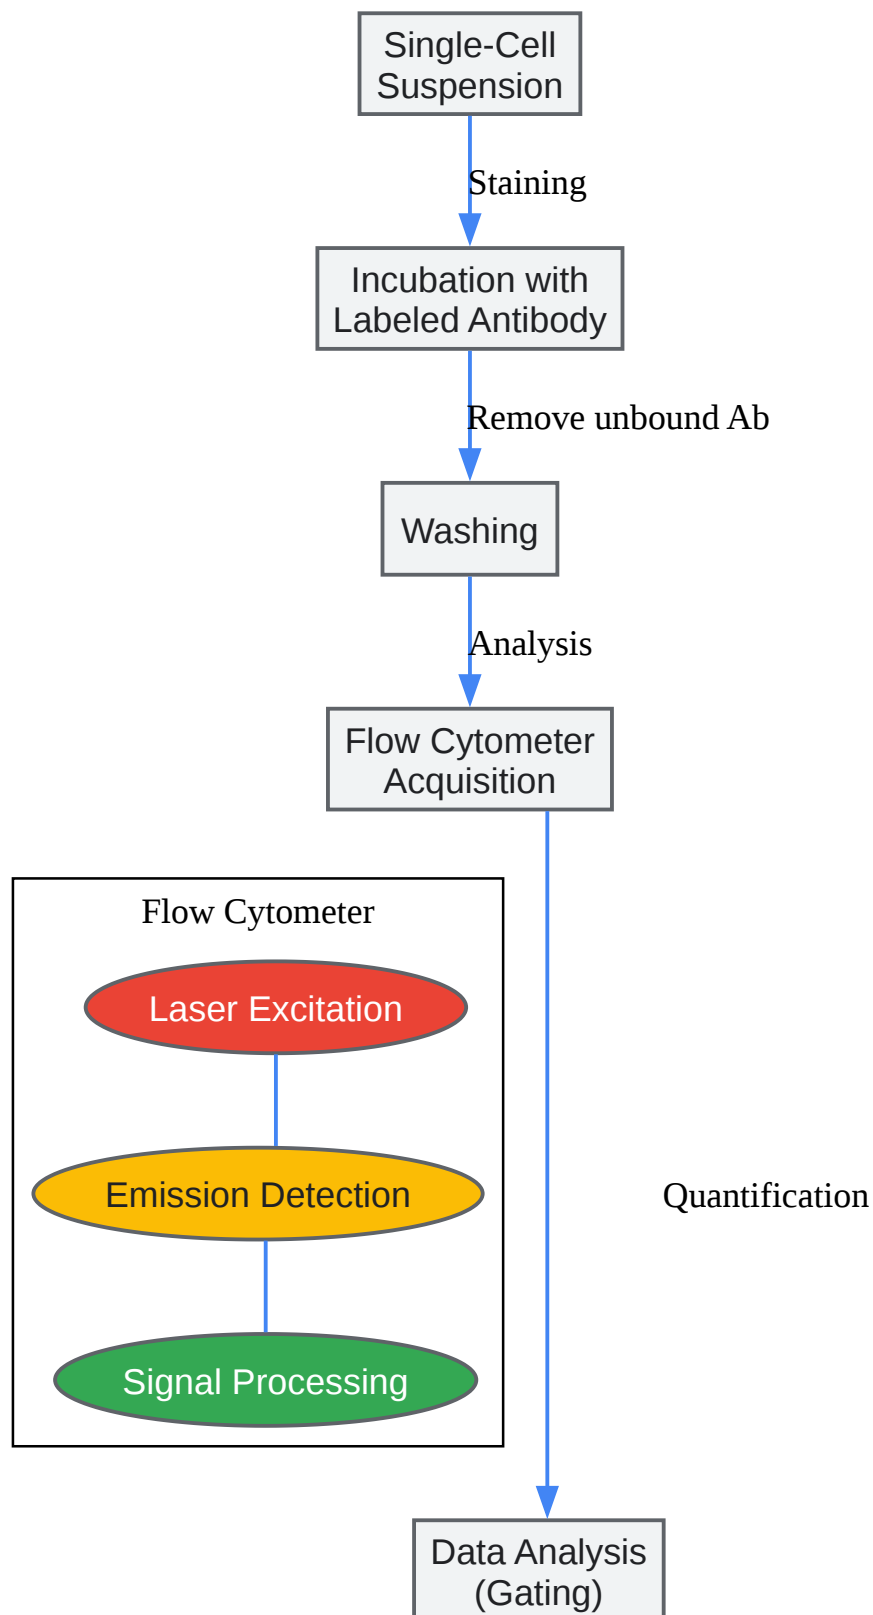 Single-Cell
Suspension
Staining
Incubation with
Labeled Antibody
Remove unbound Ab
Washing
Analysis
Flow Cytometer
Acquisition
Flow Cytometer
Laser Excitation
Emission Detection
Quantification
Signal Processing
Data Analysis
(Gating)